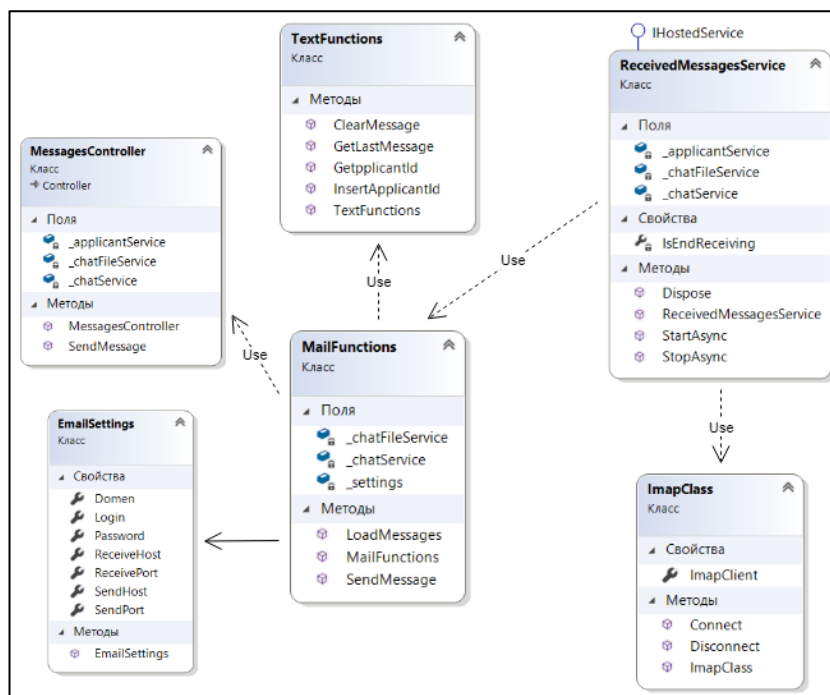 TextFunctions
Класс
Методы
ClearMessage
GetLastMessage
GetpplicantId
InsertApplicantId
TextFunctions
IHostedService
ReceivedMessagesService
Класс
Поля
_applicantService
_chatFileService
_chatService
Свойства
IsEndReceiving
Методы
Dispose
ReceivedMessagesService
StartAsync
StopAsync
MessagesController
Класс
Controller
Поля
_applicantService
_chatFileService
_chatService
Методы
MessagesController
SendMessage
Use
Use
Use
MailFunctions
Класс
Поля
_chatFileService
_chatService
_settings
Методы
LoadMessages
MailFunctions
SendMessage
EmailSettings
Класс
Свойства
Domen
Login
Password
ReceiveHost
ReceivePort
SendHost
SendPort
Методы
EmailSettings
Use
ImapClass
Класс
Свойства
ImapClient
Методы
Connect
Disconnect
ImapClass